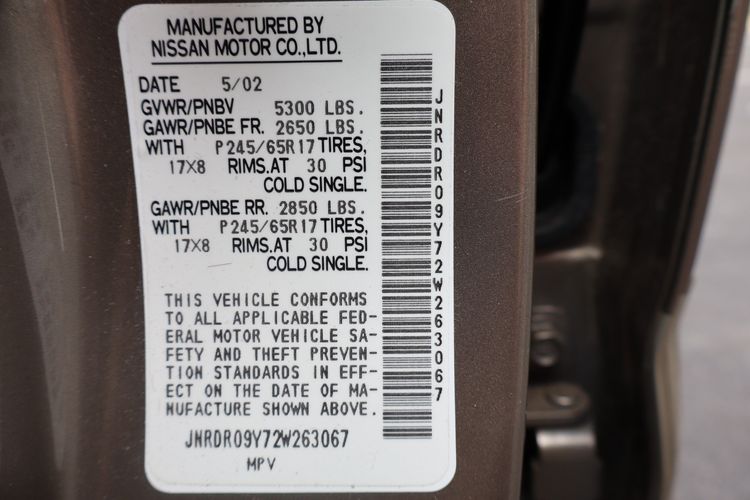 MANUFACTURED BY
NISSAN MOTOR CO.,LTD.
DATE 5/02
GVWR/PNBV 5300 LBS.
GAWR/PNBE FR. 2650 LBS.
WITH P245/65R17 TIRES,
17X8 RIMS.AT 30 PSI
COLD SINGLE.
GAWR/PNBE RR. 2850 LBS.
WITH P245/65R17 TIRES,
17X8 RIMS.AT 30 PSI
COLD SINGLE.
THIS VEHICLE CONFORMS
TO ALL APPLICABLE FED-
ERAL MOTOR VEHICLE SA-
FETY AND THEFT PREVEN-
TION STANDARDS IN EFF-
ECT ON THE DATE OF MA-
NUFACTURE SHOWN ABOVE.
JNRDR09Y72W263067
MPV
JNRDR09Y72W263067